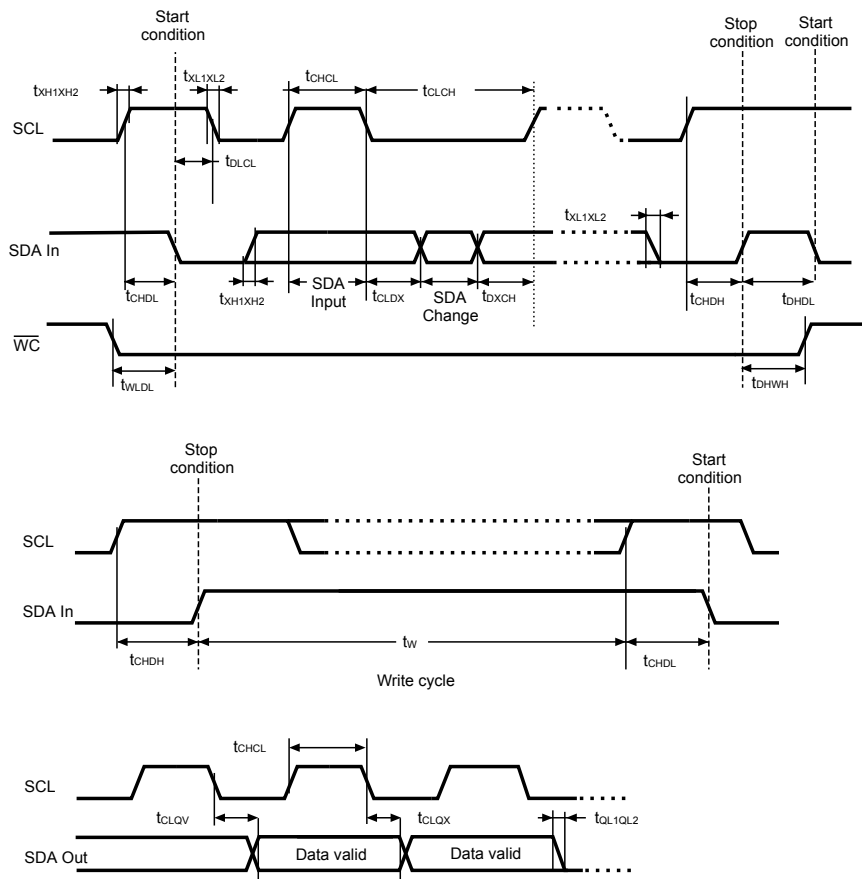 Start
condition
Stop
condition
Start
condition
tXH1XH2
tXL1XL2
tCHCL
tCLCH
SCL
tDLCL
tXL1XL2
SDA In
tCHDL
tXH1XH2
SDA
Input
tCLDX
SDA
Change
tDXCH
tCHDH
tDHDL
WC
tWLDL
tDHWH
Stop
condition
Start
condition
SCL
SDA In
tCHDH
tW
tCHDL
Write cycle
tCHCL
SCL
tCLQV
tCLQX
tQL1QL2
SDA Out
Data valid
Data valid